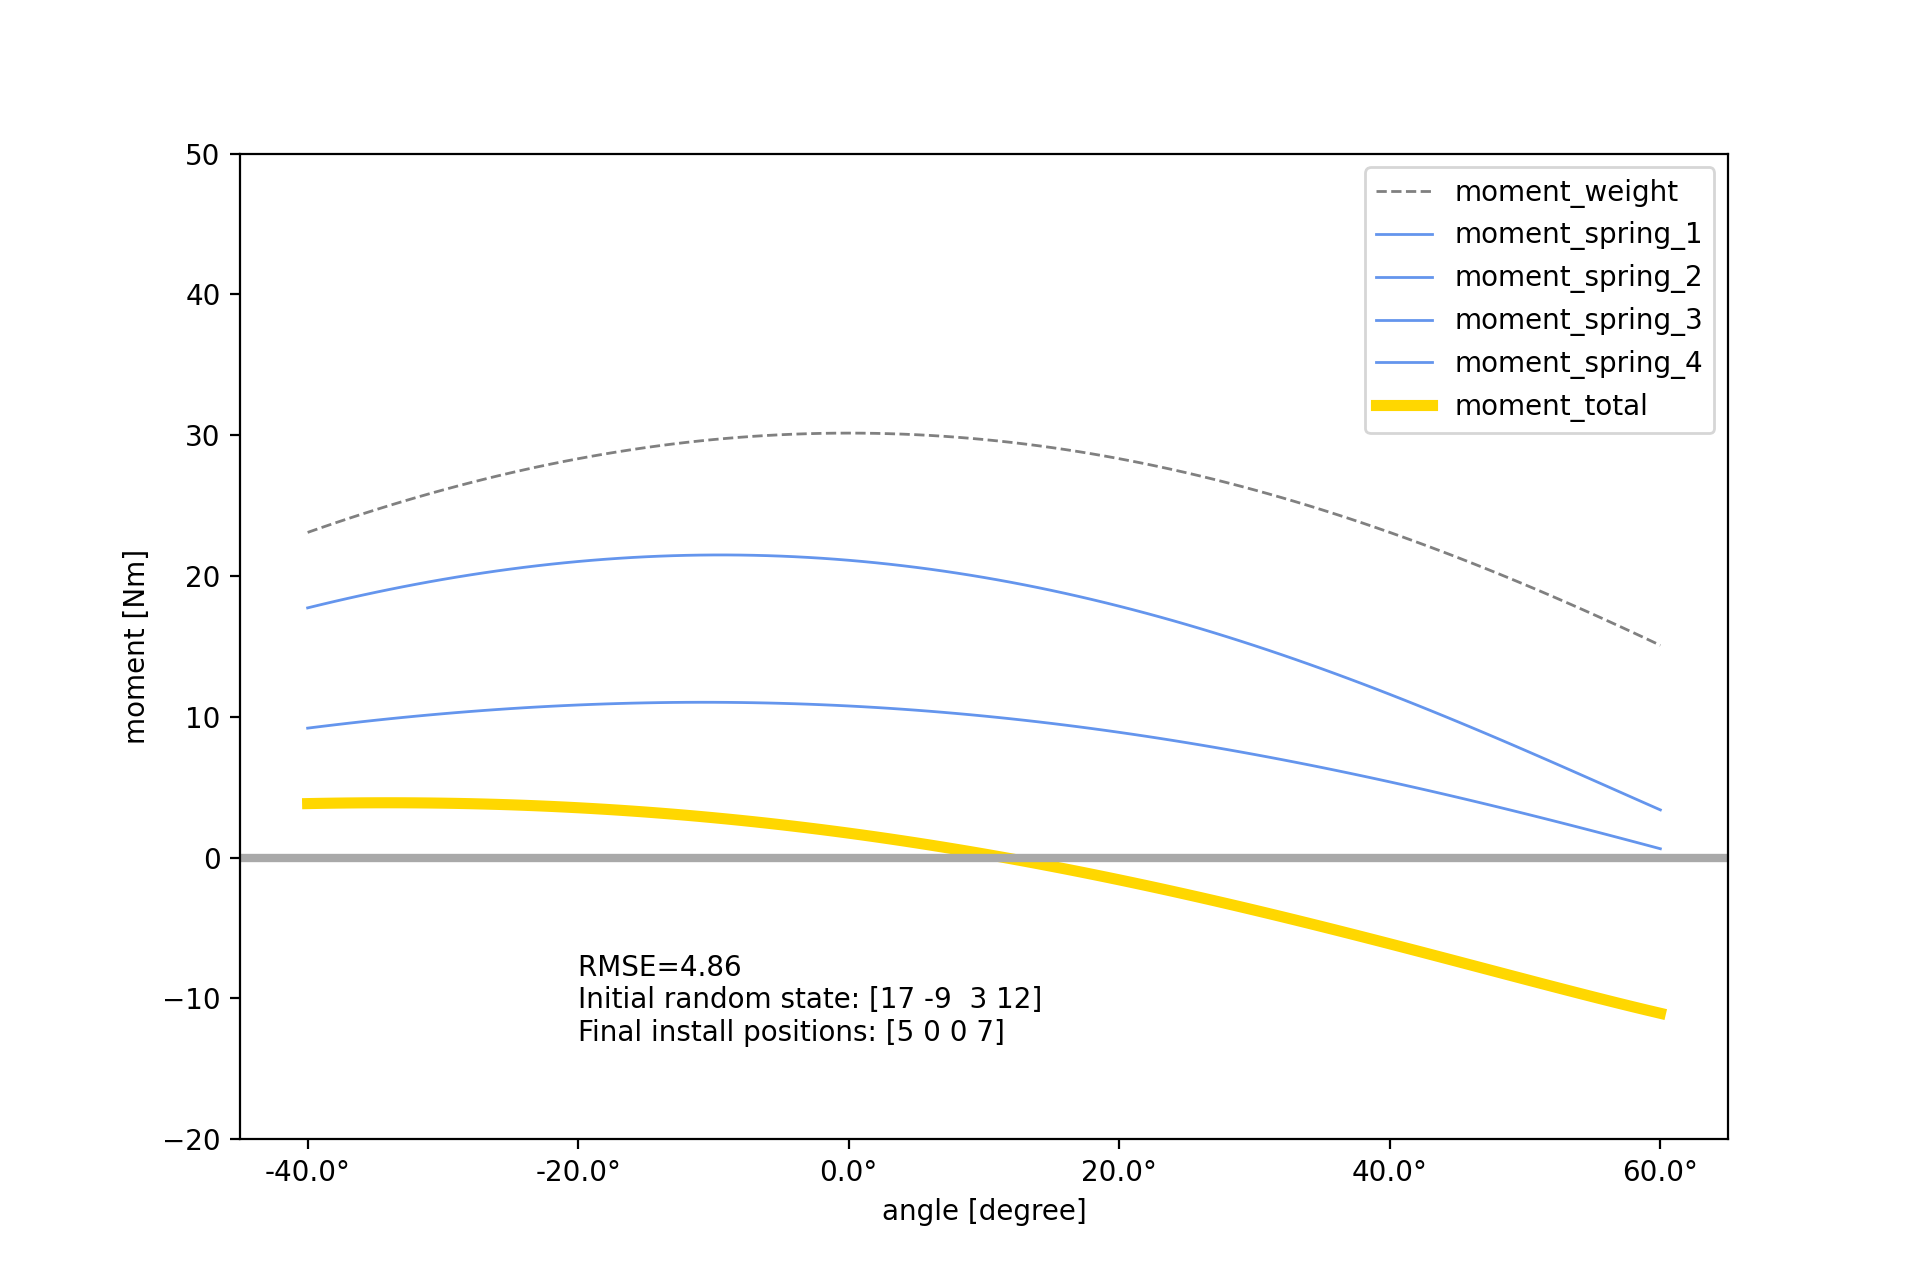 50
40
30
20
10
0
−10
−20
moment [Nm]
moment_weight
moment_spring_1
moment_spring_2
moment_spring_3
moment_spring_4
moment_total
RMSE=4.86
Initial random state: [17 -9  3 12]
Final install positions: [5 0 0 7]
-40.0° -20.0° 0.0° 20.0° 40.0° 60.0°
angle [degree]